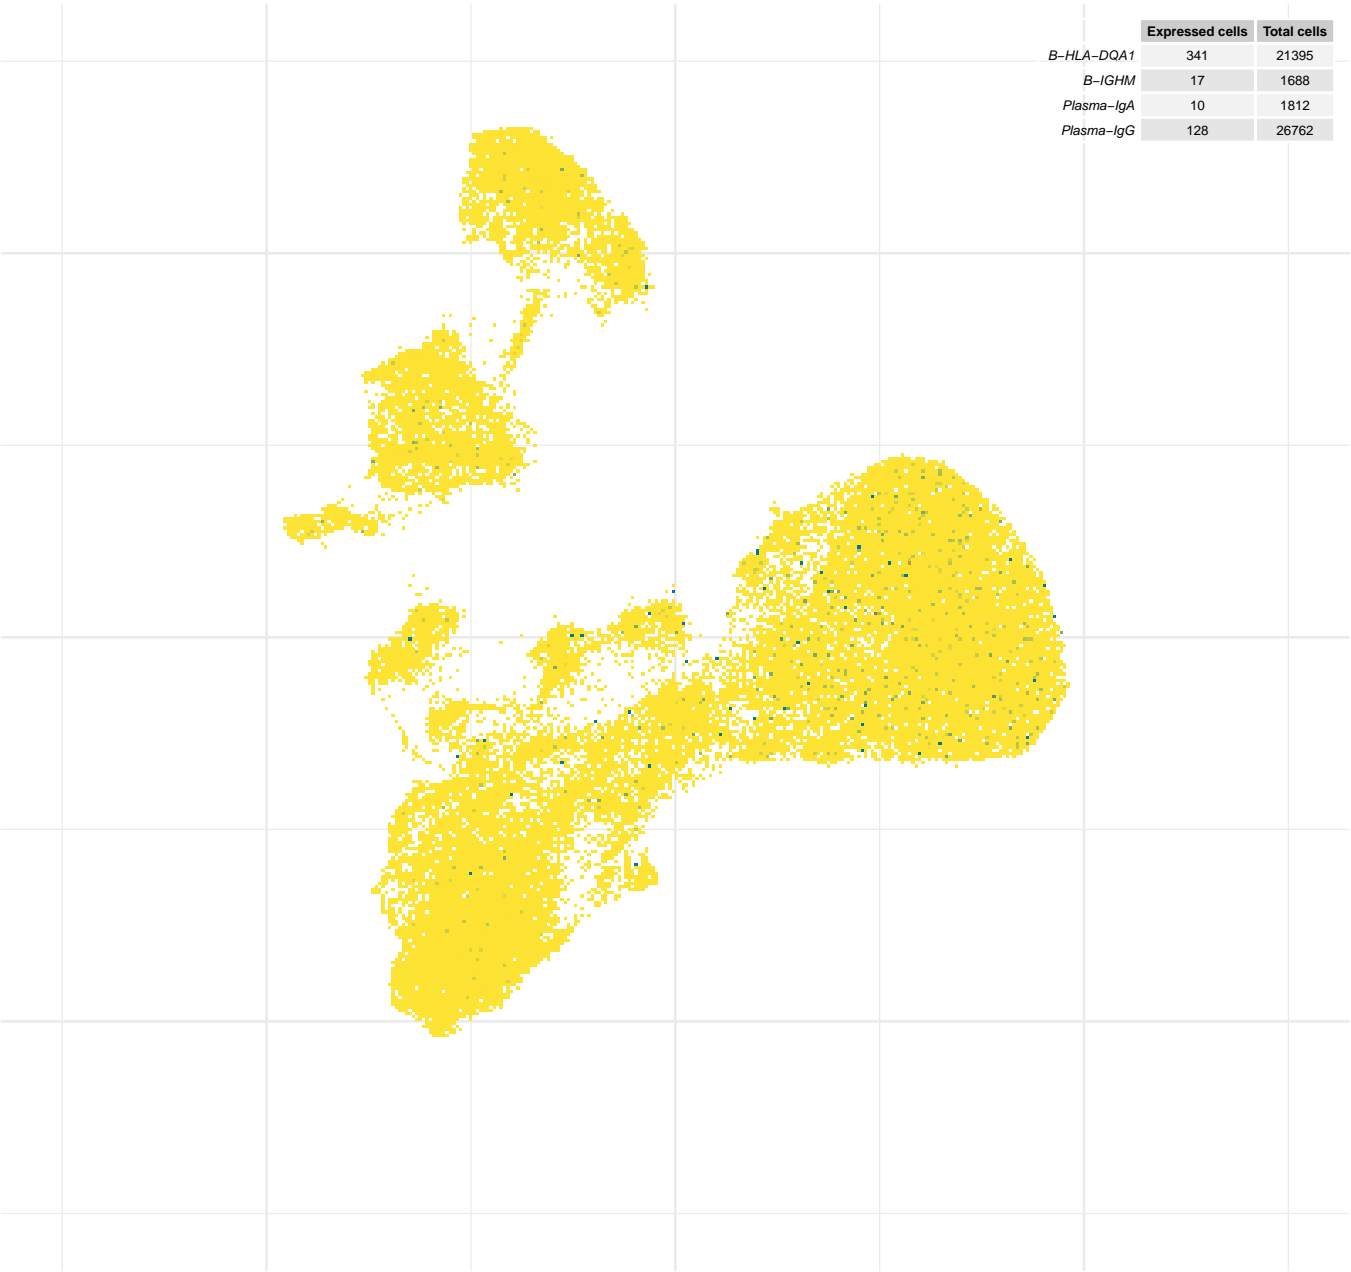 Expressed cells Total cells
B−HLA−DQA1 341 21395
B−IGHM 17 1688
Plasma−IgA 10 1812
Plasma−IgG 128 26762